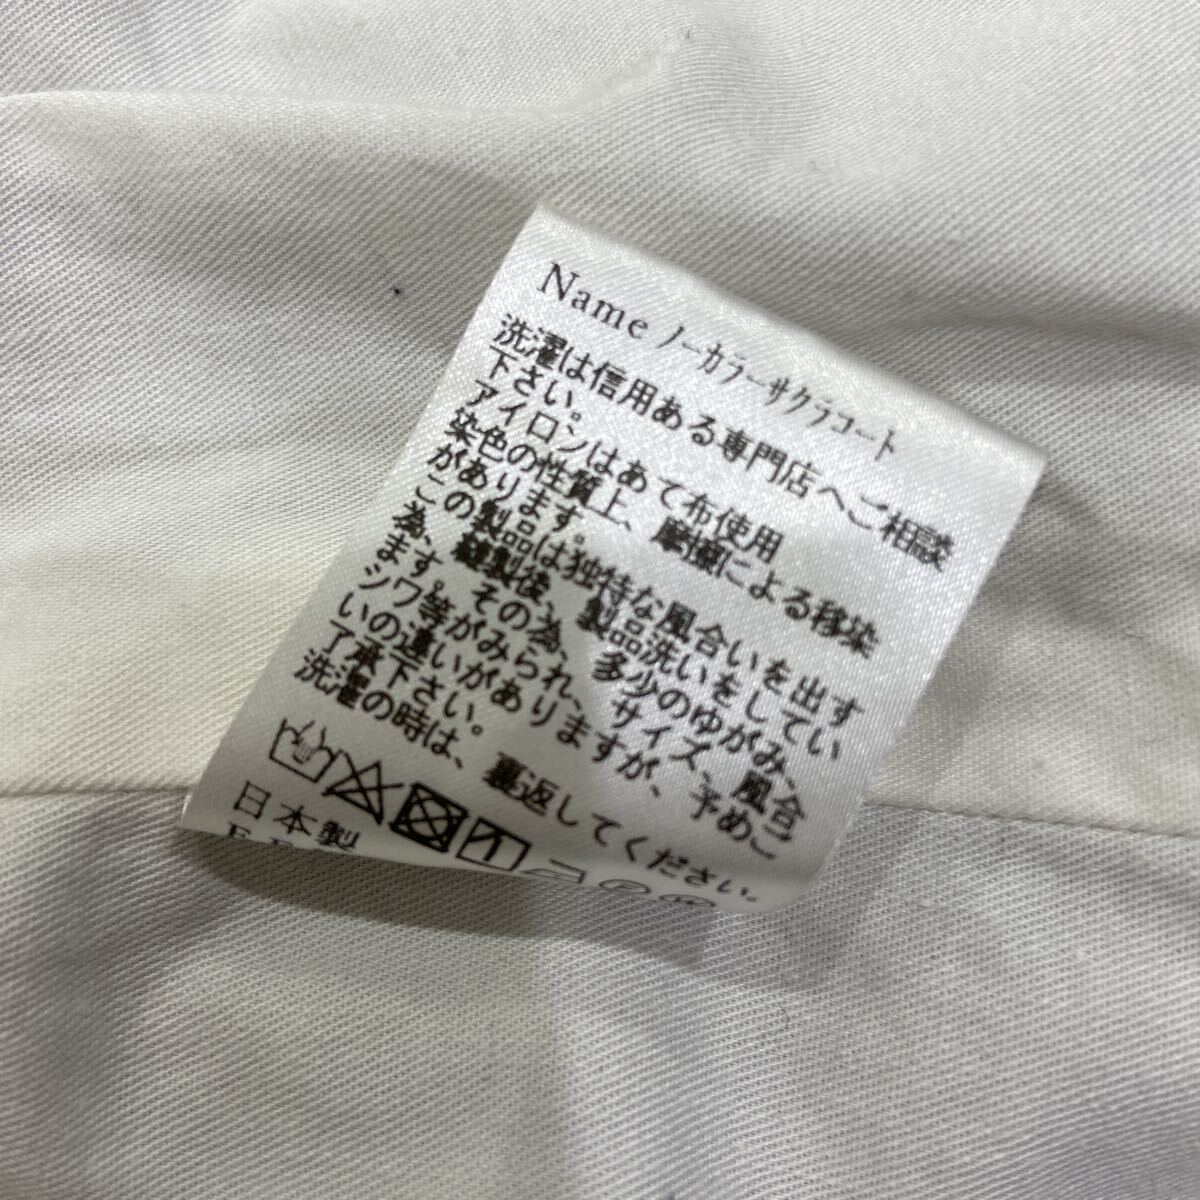 Name ノーカラーサクラコート
洗濯は信用ある専門店へご相談
下さい。
アイロンはあて布使用
染色の性質上、摩擦による移染
があります。
この製品は独特な風合いを出す
為、縫製後、製品洗いをしてい
ます。その為、多少のゆがみ、
シワ等がみられ、サイズ、風合
いの違いがありますが、予めご
了承下さい。
洗濯の時は、裏返してください。
日本製